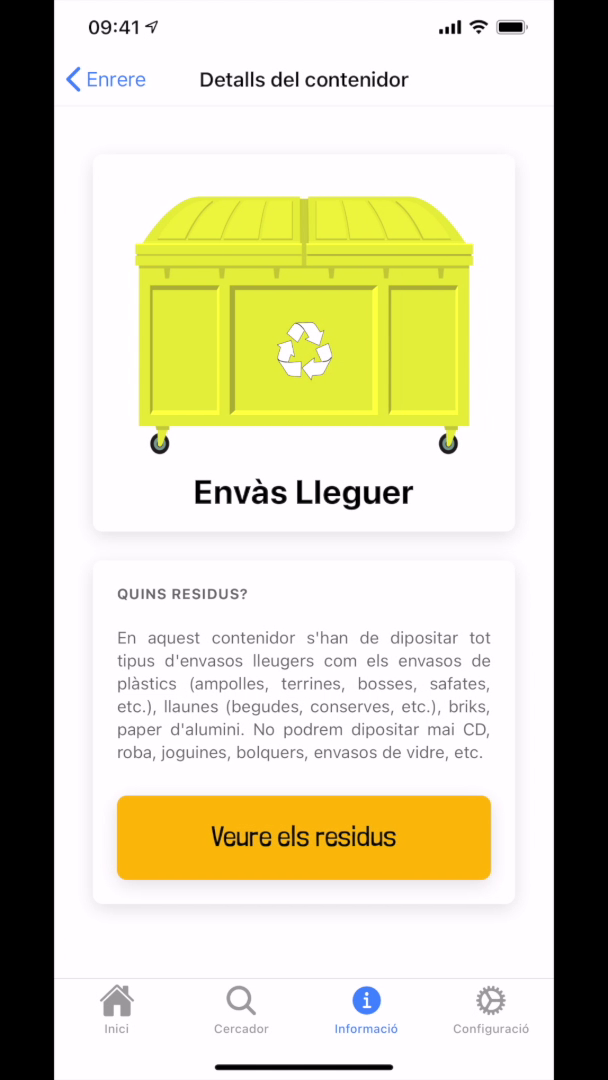 09:41
Enrere
Detalls del contenidor
Envàs Lleguer
QUINS RESIDUS?
En aquest contenidor s'han de dipositar tot
tipus d'envasos lleugers com els envasos de
plàstics (ampolles, terrines, bosses, safates,
etc.), llaunes (begudes, conserves, etc.), briks,
paper d'alumini. No podrem dipositar mai CD,
roba, joguines, bolquers, envasos de vidre, etc.
Veure els residus
Inici
Cercador
Informació
Configuració